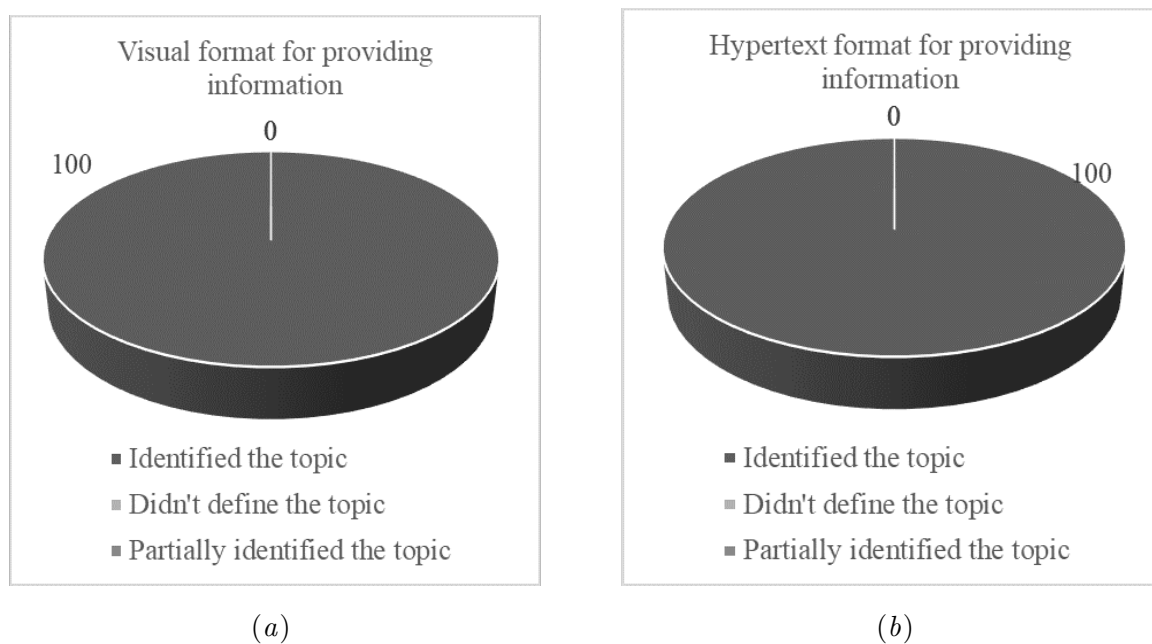 Visual format for providing
information
0
100
■ Identified the topic
■ Didn't define the topic
■ Partially identified the topic
(a)
Hypertext format for providing
information
0
100
■ Identified the topic
■ Didn't define the topic
■ Partially identified the topic
(b)